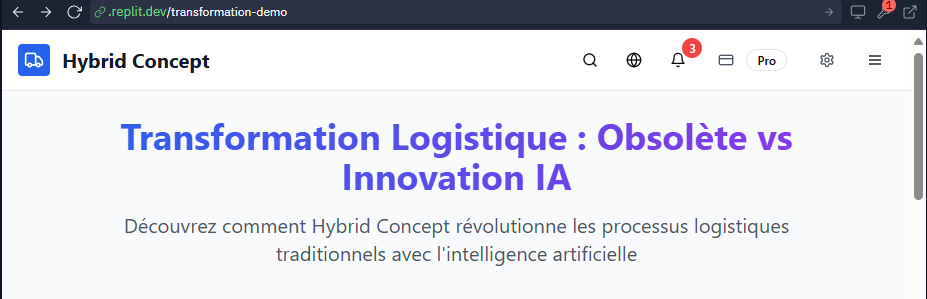 .replit.dev/transformation-demo
1
Hybrid Concept
3
Pro
Transformation Logistique : Obsolète vs
Innovation IA
Découvrez comment Hybrid Concept révolutionne les processus logistiques
traditionnels avec l'intelligence artificielle